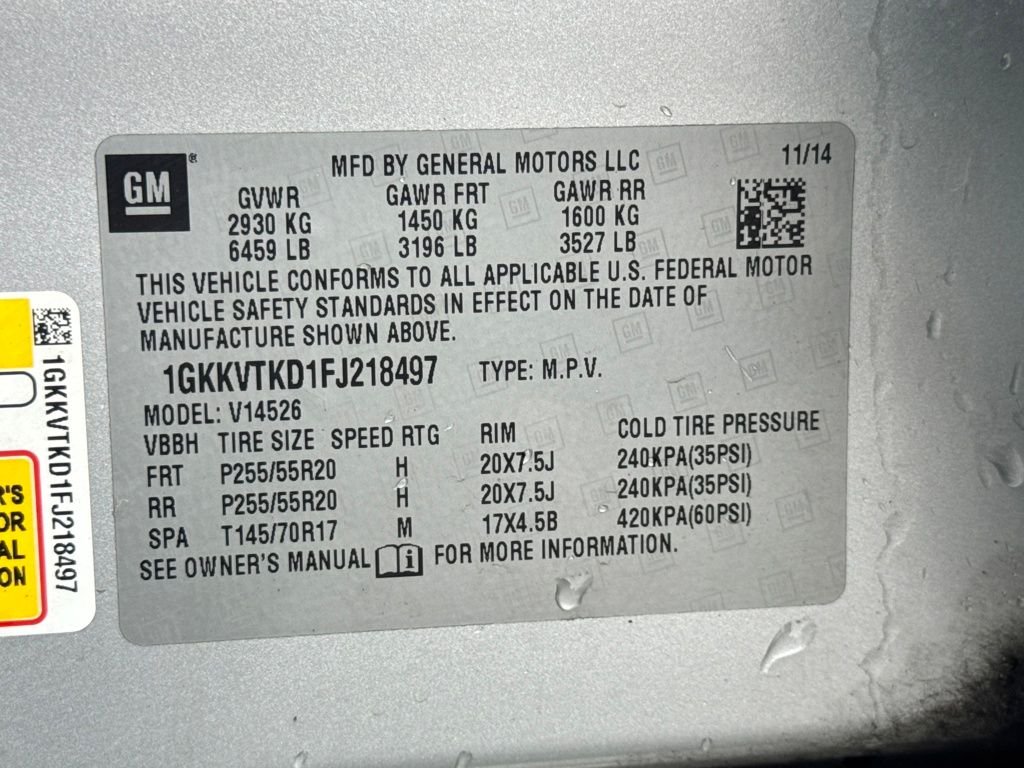 GM ®
MFD BY GENERAL MOTORS LLC 11/14
GVWR GAWR FRT GAWR RR
2930 KG 1450 KG 1600 KG
6459 LB 3196 LB 3527 LB
THIS VEHICLE CONFORMS TO ALL APPLICABLE U.S. FEDERAL MOTOR
VEHICLE SAFETY STANDARDS IN EFFECT ON THE DATE OF
MANUFACTURE SHOWN ABOVE.
1GKKVTKD1FJ218497 TYPE: M.P.V.
MODEL: V14526
VBBH TIRE SIZE SPEED RTG RIM COLD TIRE PRESSURE
FRT P255/55R20 H 20X7.5J 240KPA(35PSI)
RR P255/55R20 H 20X7.5J 240KPA(35PSI)
SPA T145/70R17 M 17X4.5B 420KPA(60PSI)
SEE OWNER'S MANUAL i FOR MORE INFORMATION.
1GKKVTKD1FJ218497
R'S
OR
AL
ON